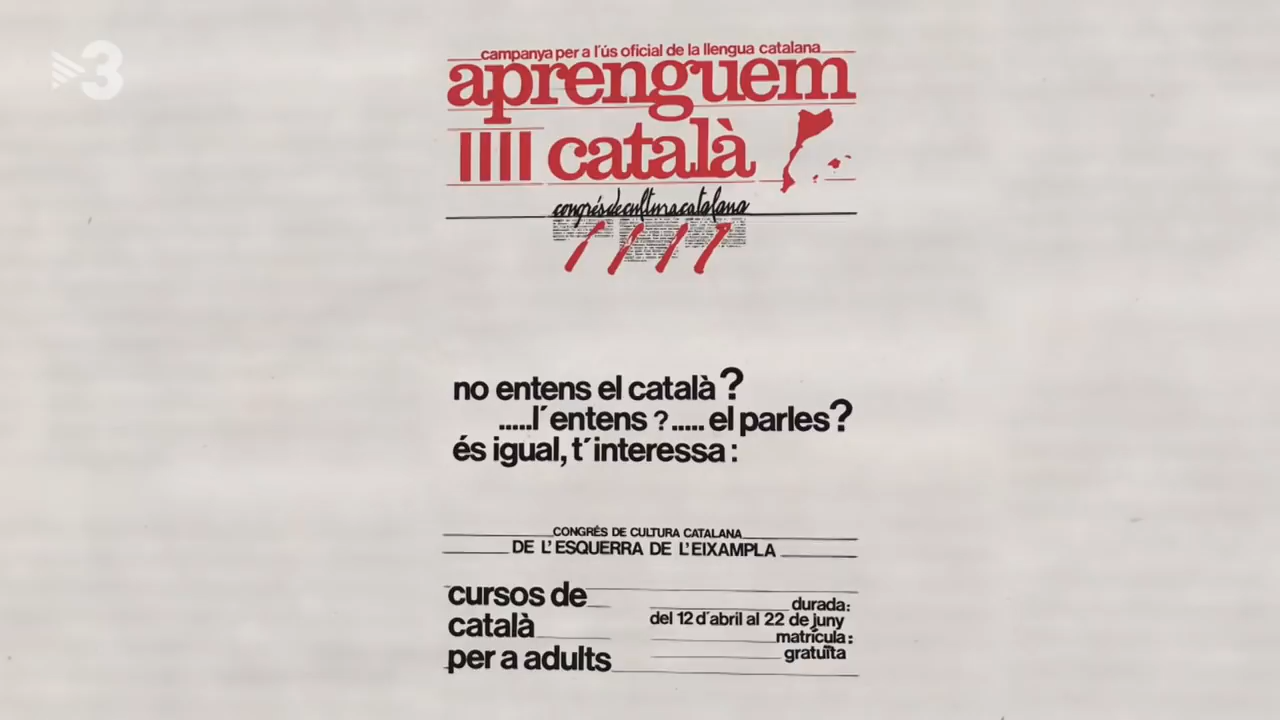 3
campanya per a l'ús oficial de la llengua catalana
aprenguem
català
congrés de cultura catalana
no entens el català?
.....l´entens ?..... el parles?
és igual, t´interessa :
CONGRÉS DE CULTURA CATALANA
DE L'ESQUERRA DE L'EIXAMPLA
cursos de
català
per a adults
durada:
del 12 d´abril al 22 de juny
matrícula :
gratuïta